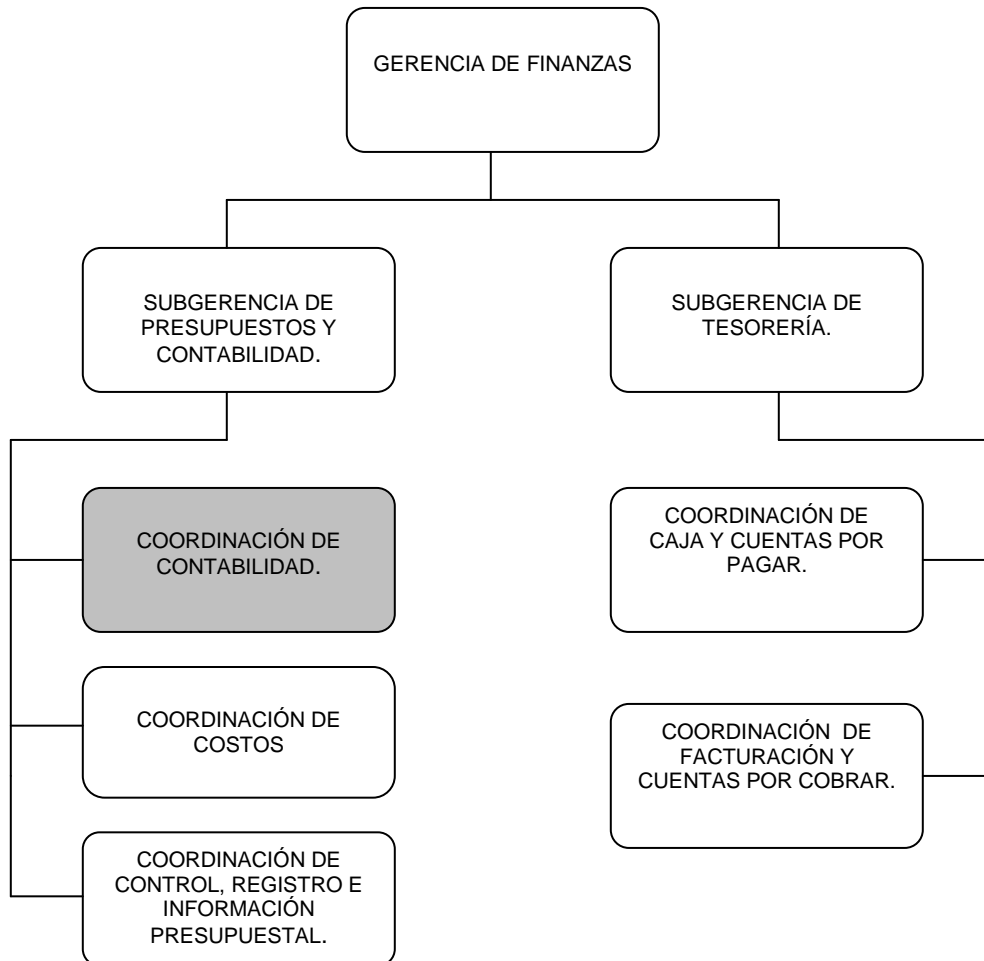 GERENCIA DE FINANZAS
SUBGERENCIA DE
PRESUPUESTOS Y
CONTABILIDAD.
SUBGERENCIA DE
TESORERÍA.
COORDINACIÓN DE
CONTABILIDAD.
COORDINACIÓN DE
CAJA Y CUENTAS POR
PAGAR.
COORDINACIÓN DE
COSTOS
COORDINACIÓN  DE
FACTURACIÓN Y
CUENTAS POR COBRAR.
COORDINACIÓN DE
CONTROL, REGISTRO E
INFORMACIÓN
PRESUPUESTAL.